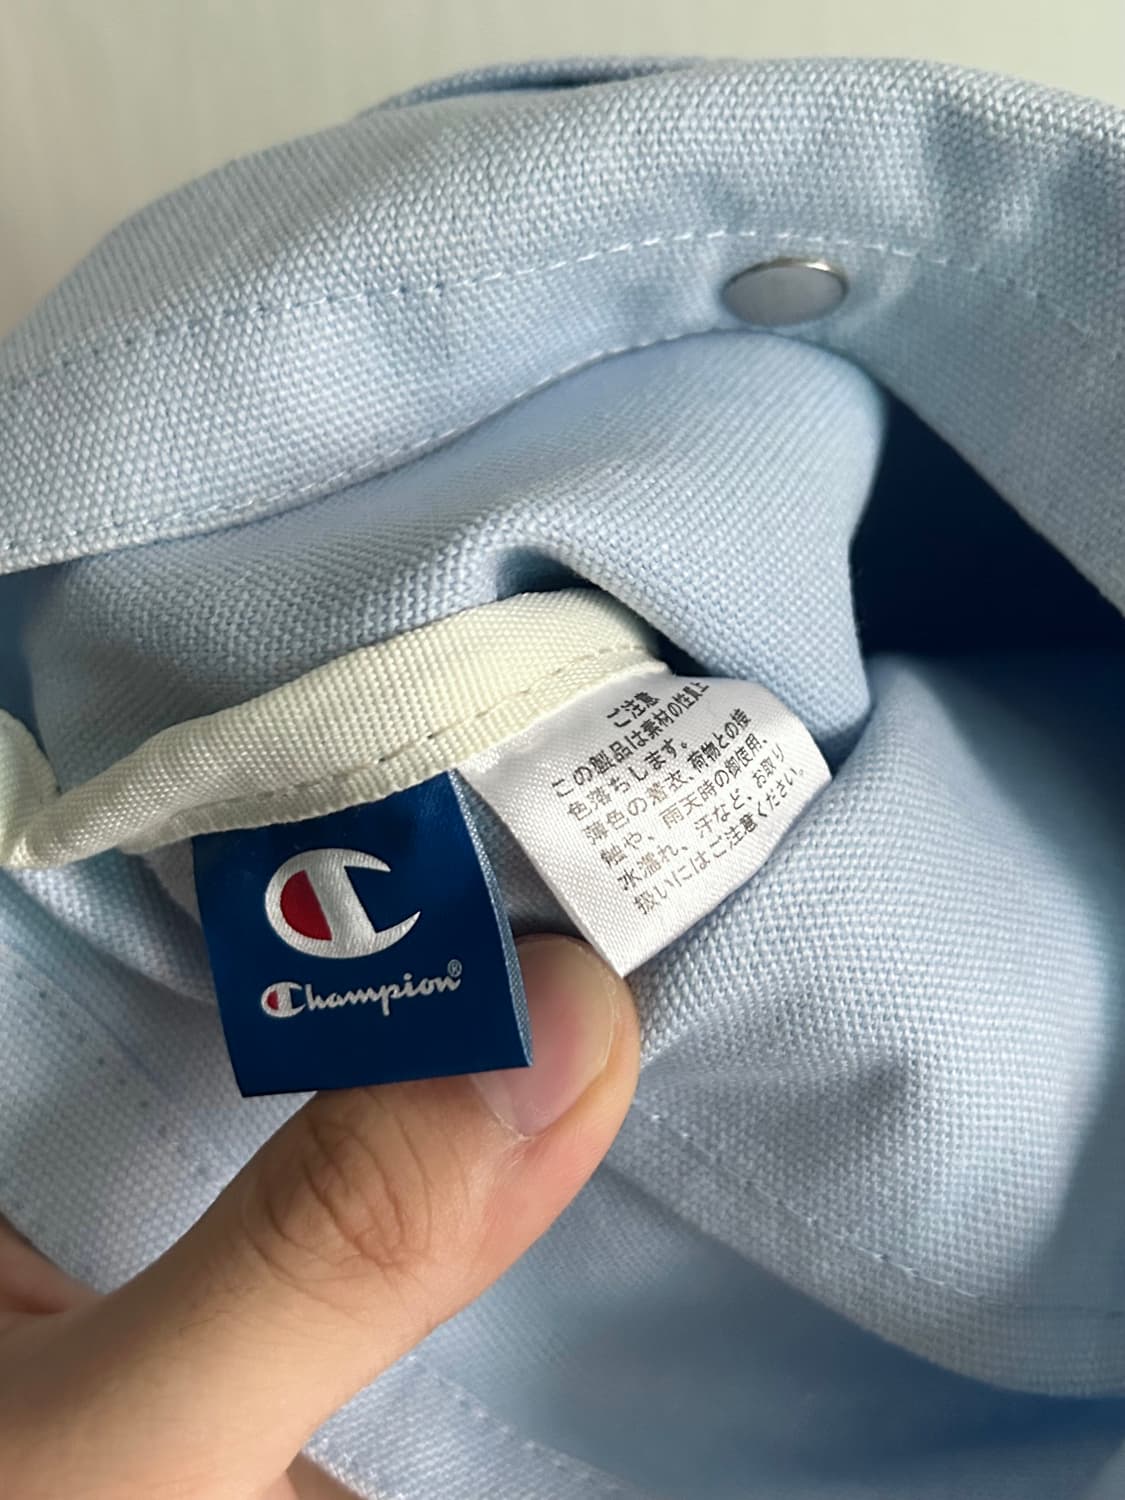 Champion®
ご注意
この製品は素材の性質上
色落ちします。
薄色の着衣、荷物との接
触や、雨天時の御使用、
水濡れ、汗など、お取り
扱いにはご注意ください。